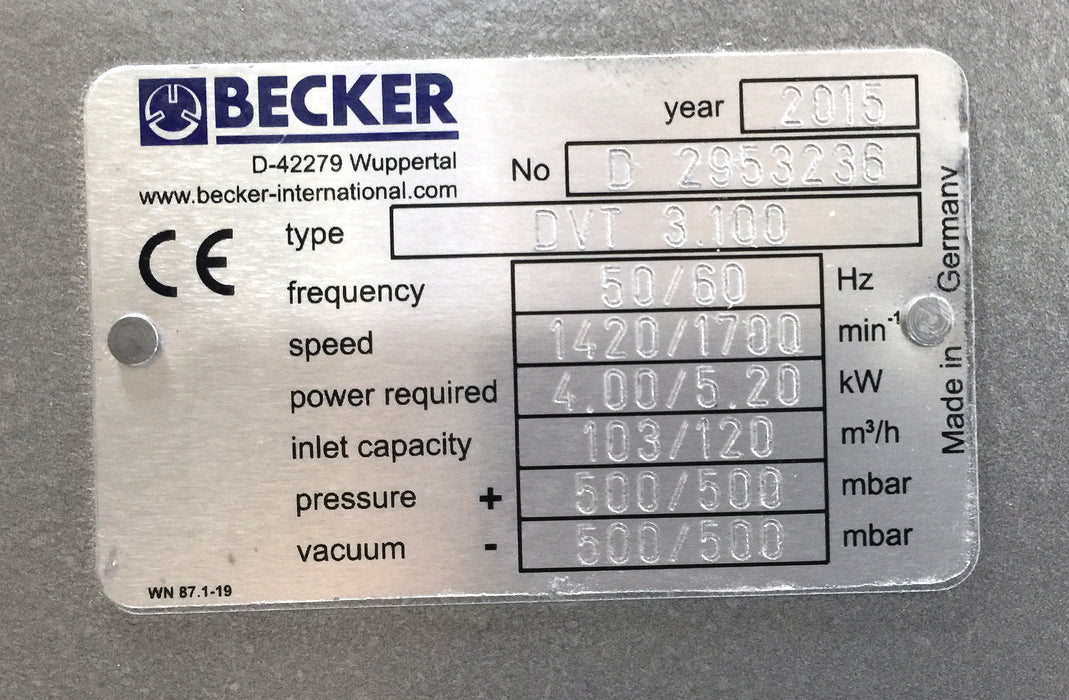 BECKER
D-42279 Wuppertal
www.becker-international.com
year 2015
No D 2953236
type DVT 3.100
CE
frequency 50/60 Hz
speed 1420/1700 min-1
power required 4.00/5.20 kW
inlet capacity 103/120 m³/h
pressure + 500/500 mbar
vacuum - 500/500 mbar
WN 87.1-19
Made in Germany